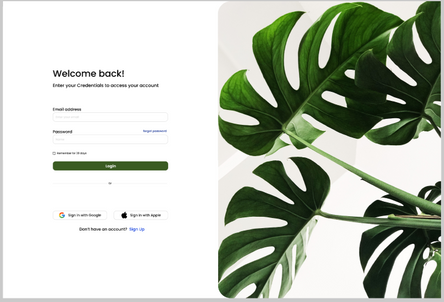 Welcome back!
Enter your Credentials to access your account
Email address
Password
forgot password
Remember for 30 days
Login
or
Sign in with Google
Sign in with Apple
Don't have an account? Sign Up